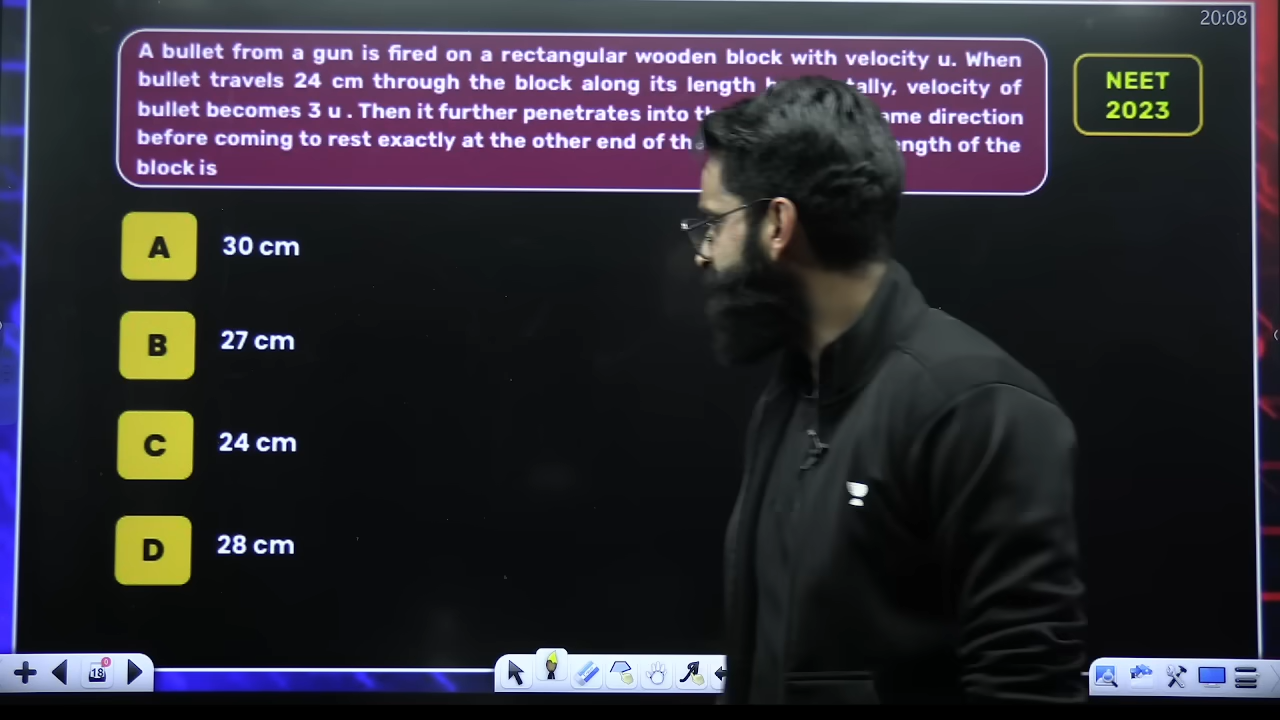 20:08
A bullet from a gun is fired on a rectangular wooden block with velocity u. When
bullet travels 24 cm through the block along its length velocity of
bullet becomes 3 u . Then it further penetrates into direction
before coming to rest exactly at the other end of of the
block is
NEET
2023
A 30 cm
B 27 cm
C 24 cm
D 28 cm
18
0